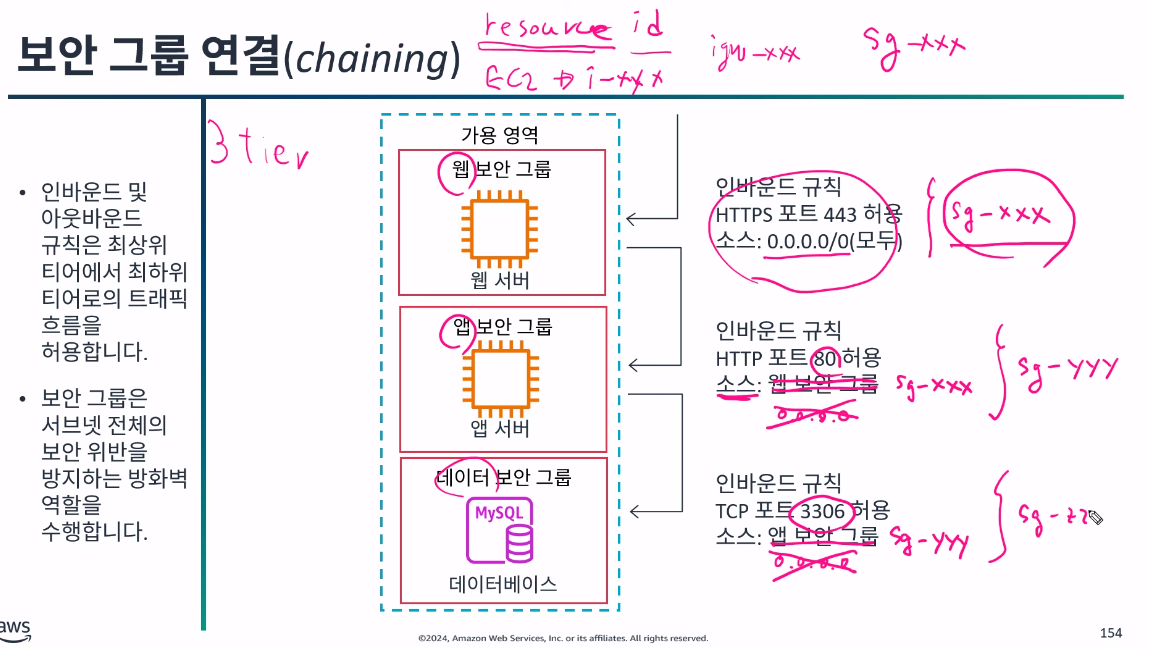 보안 그룹 연결(chaining)
resource id
EC2 → i-xxx
igw-xxx
sg-xxx
3 tier
• 인바운드 및
아웃바운드
규칙은 최상위
티어에서 최하위
티어로의 트래픽
흐름을
허용합니다.
• 보안 그룹은
서브넷 전체의
보안 위반을
방지하는 방화벽
역할을
수행합니다.
가용 영역
웹 보안 그룹
웹 서버
앱 보안 그룹
앱 서버
데이터 보안 그룹
MySQL
데이터베이스
인바운드 규칙
HTTPS 포트 443 허용
소스: 0.0.0.0/0(모두)
sg-xxx
인바운드 규칙
HTTP 포트 80 허용
소스: 웹 보안 그룹 sg-xxx
0.0.0.0
sg-yyy
인바운드 규칙
TCP 포트 3306 허용
소스: 앱 보안 그룹 sg-yyy
0.0.0.0
sg-zz
aws
©2024, Amazon Web Services, Inc. or its affiliates. All rights reserved.
154